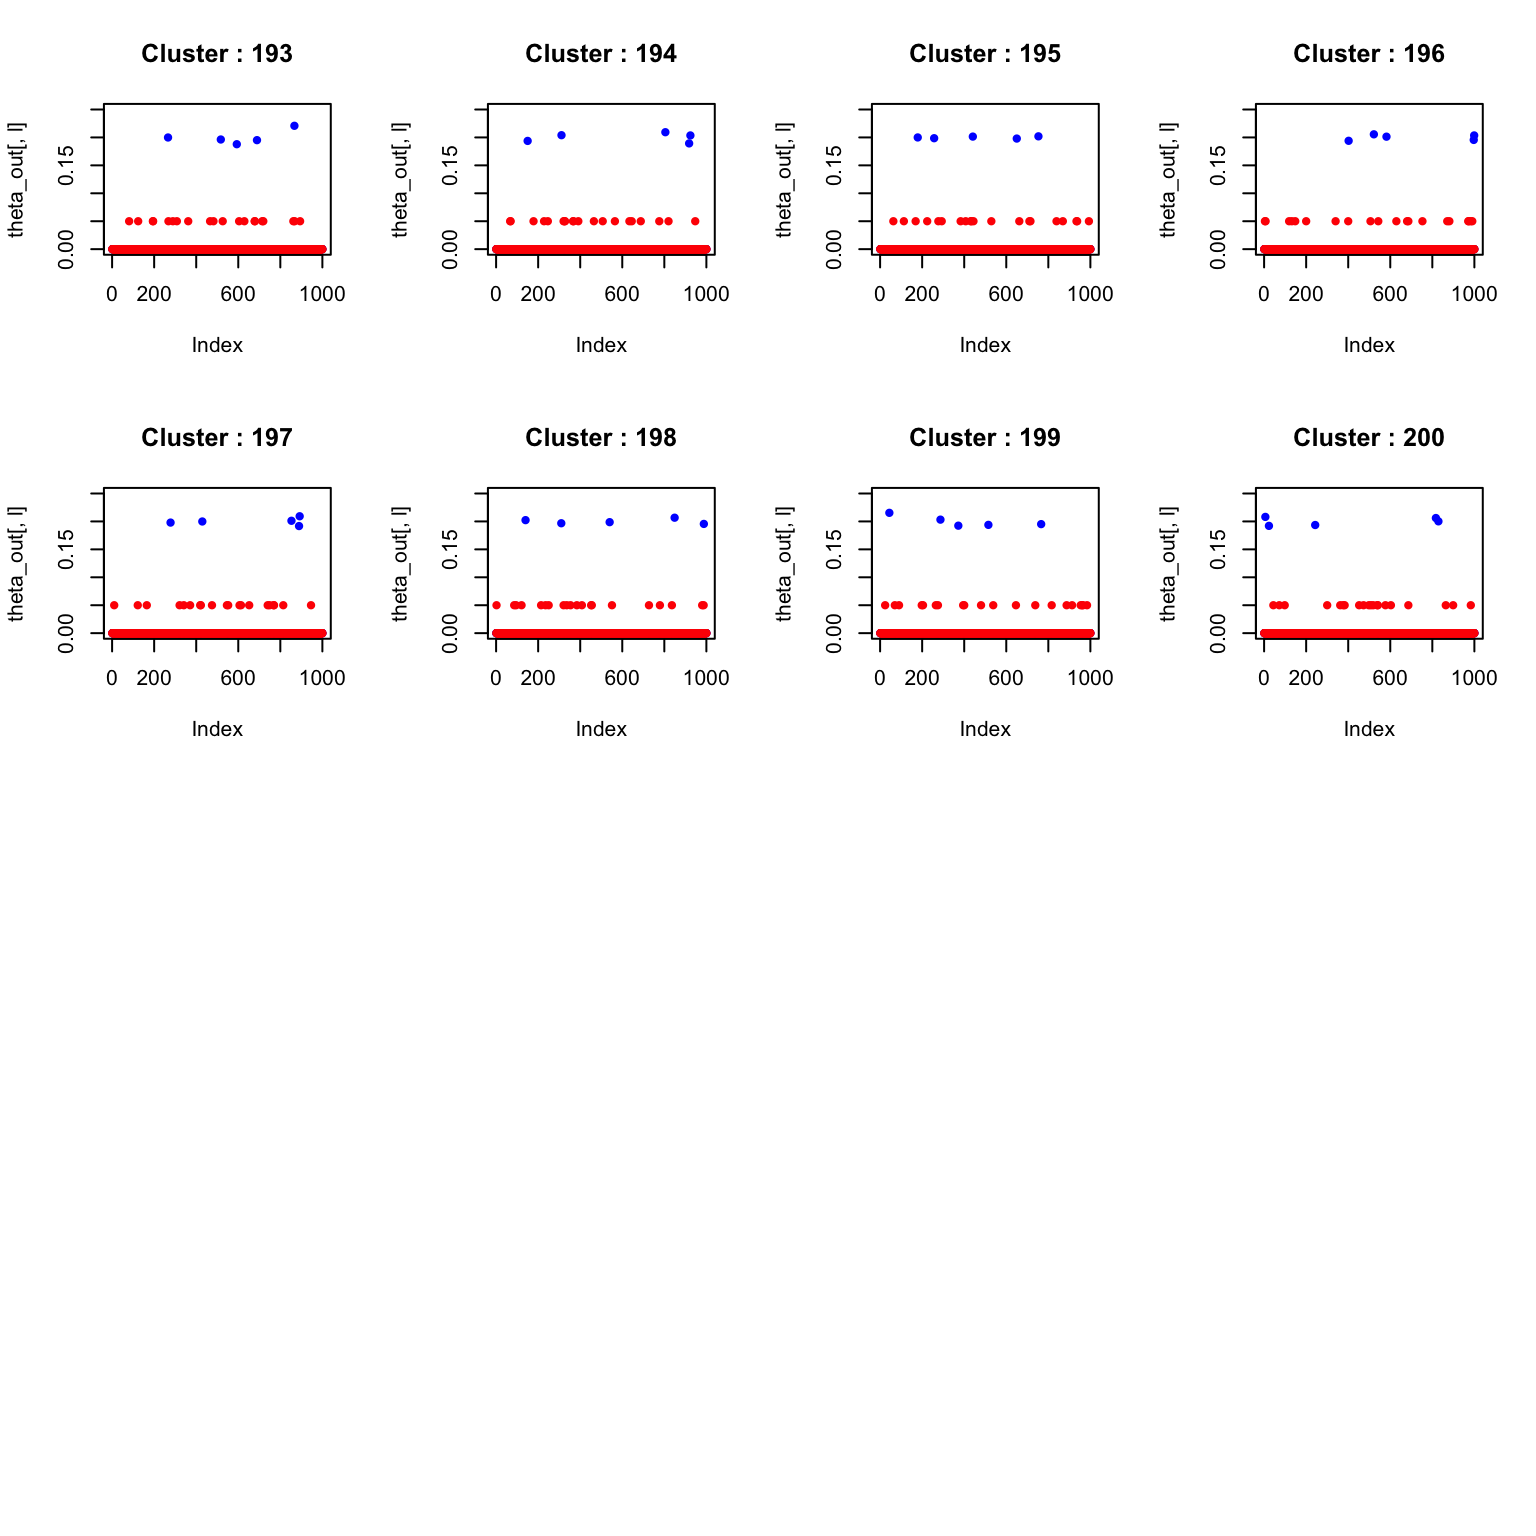 Cluster : 193
theta_out[, l]
0.00
0.15
0
200
600
1000
Index
Cluster : 194
theta_out[, l]
0.00
0.15
0
200
600
1000
Index
Cluster : 195
theta_out[, l]
0.00
0.15
0
200
600
1000
Index
Cluster : 196
theta_out[, l]
0.00
0.15
0
200
600
1000
Index
Cluster : 197
theta_out[, l]
0.00
0.15
0
200
600
1000
Index
Cluster : 198
theta_out[, l]
0.00
0.15
0
200
600
1000
Index
Cluster : 199
theta_out[, l]
0.00
0.15
0
200
600
1000
Index
Cluster : 200
theta_out[, l]
0.00
0.15
0
200
600
1000
Index